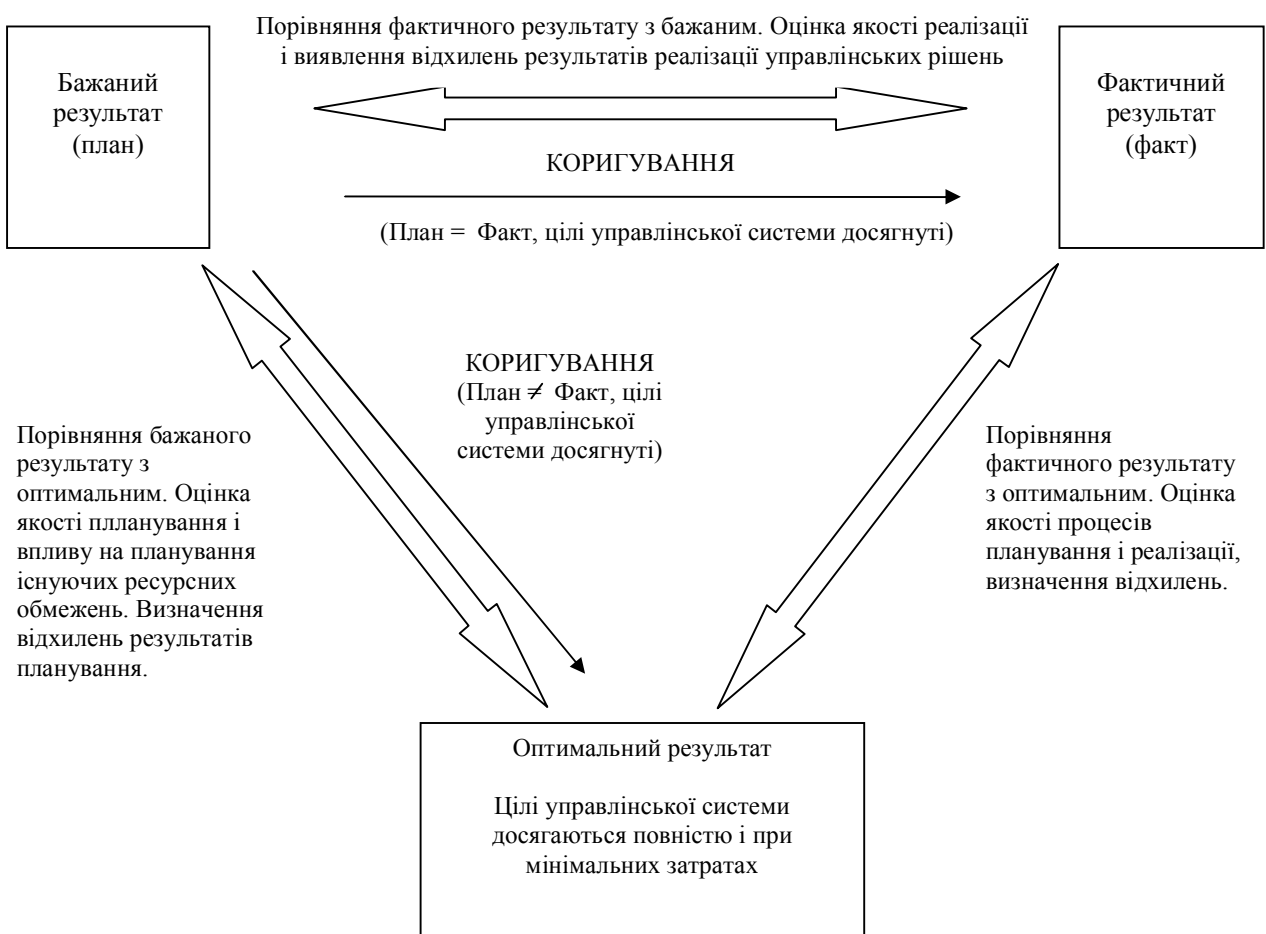 Порівняння фактичного результату з бажаним. Оцінка якості реалізації
і виявлення відхилень результатів реалізації управлінських рішень
Бажаний
результат
(план)
Фактичний
результат
(факт)
КОРИГУВАННЯ
(План = Факт, цілі управлінської системи досягнуті)
КОРИГУВАННЯ
(План ≠ Факт, цілі
управлінської
системи досягнуті)
Порівняння бажаного
результату з
оптимальним. Оцінка
якості плланування і
впливу на планування
існуючих ресурсних
обмежень. Визначення
відхилень результатів
планування.
Порівняння
фактичного результату
з оптимальним. Оцінка
якості процесів
планування і реалізації,
визначення відхилень.
Оптимальний результат
Цілі управлінської системи
досягаються повністю і при
мінімальних затратах